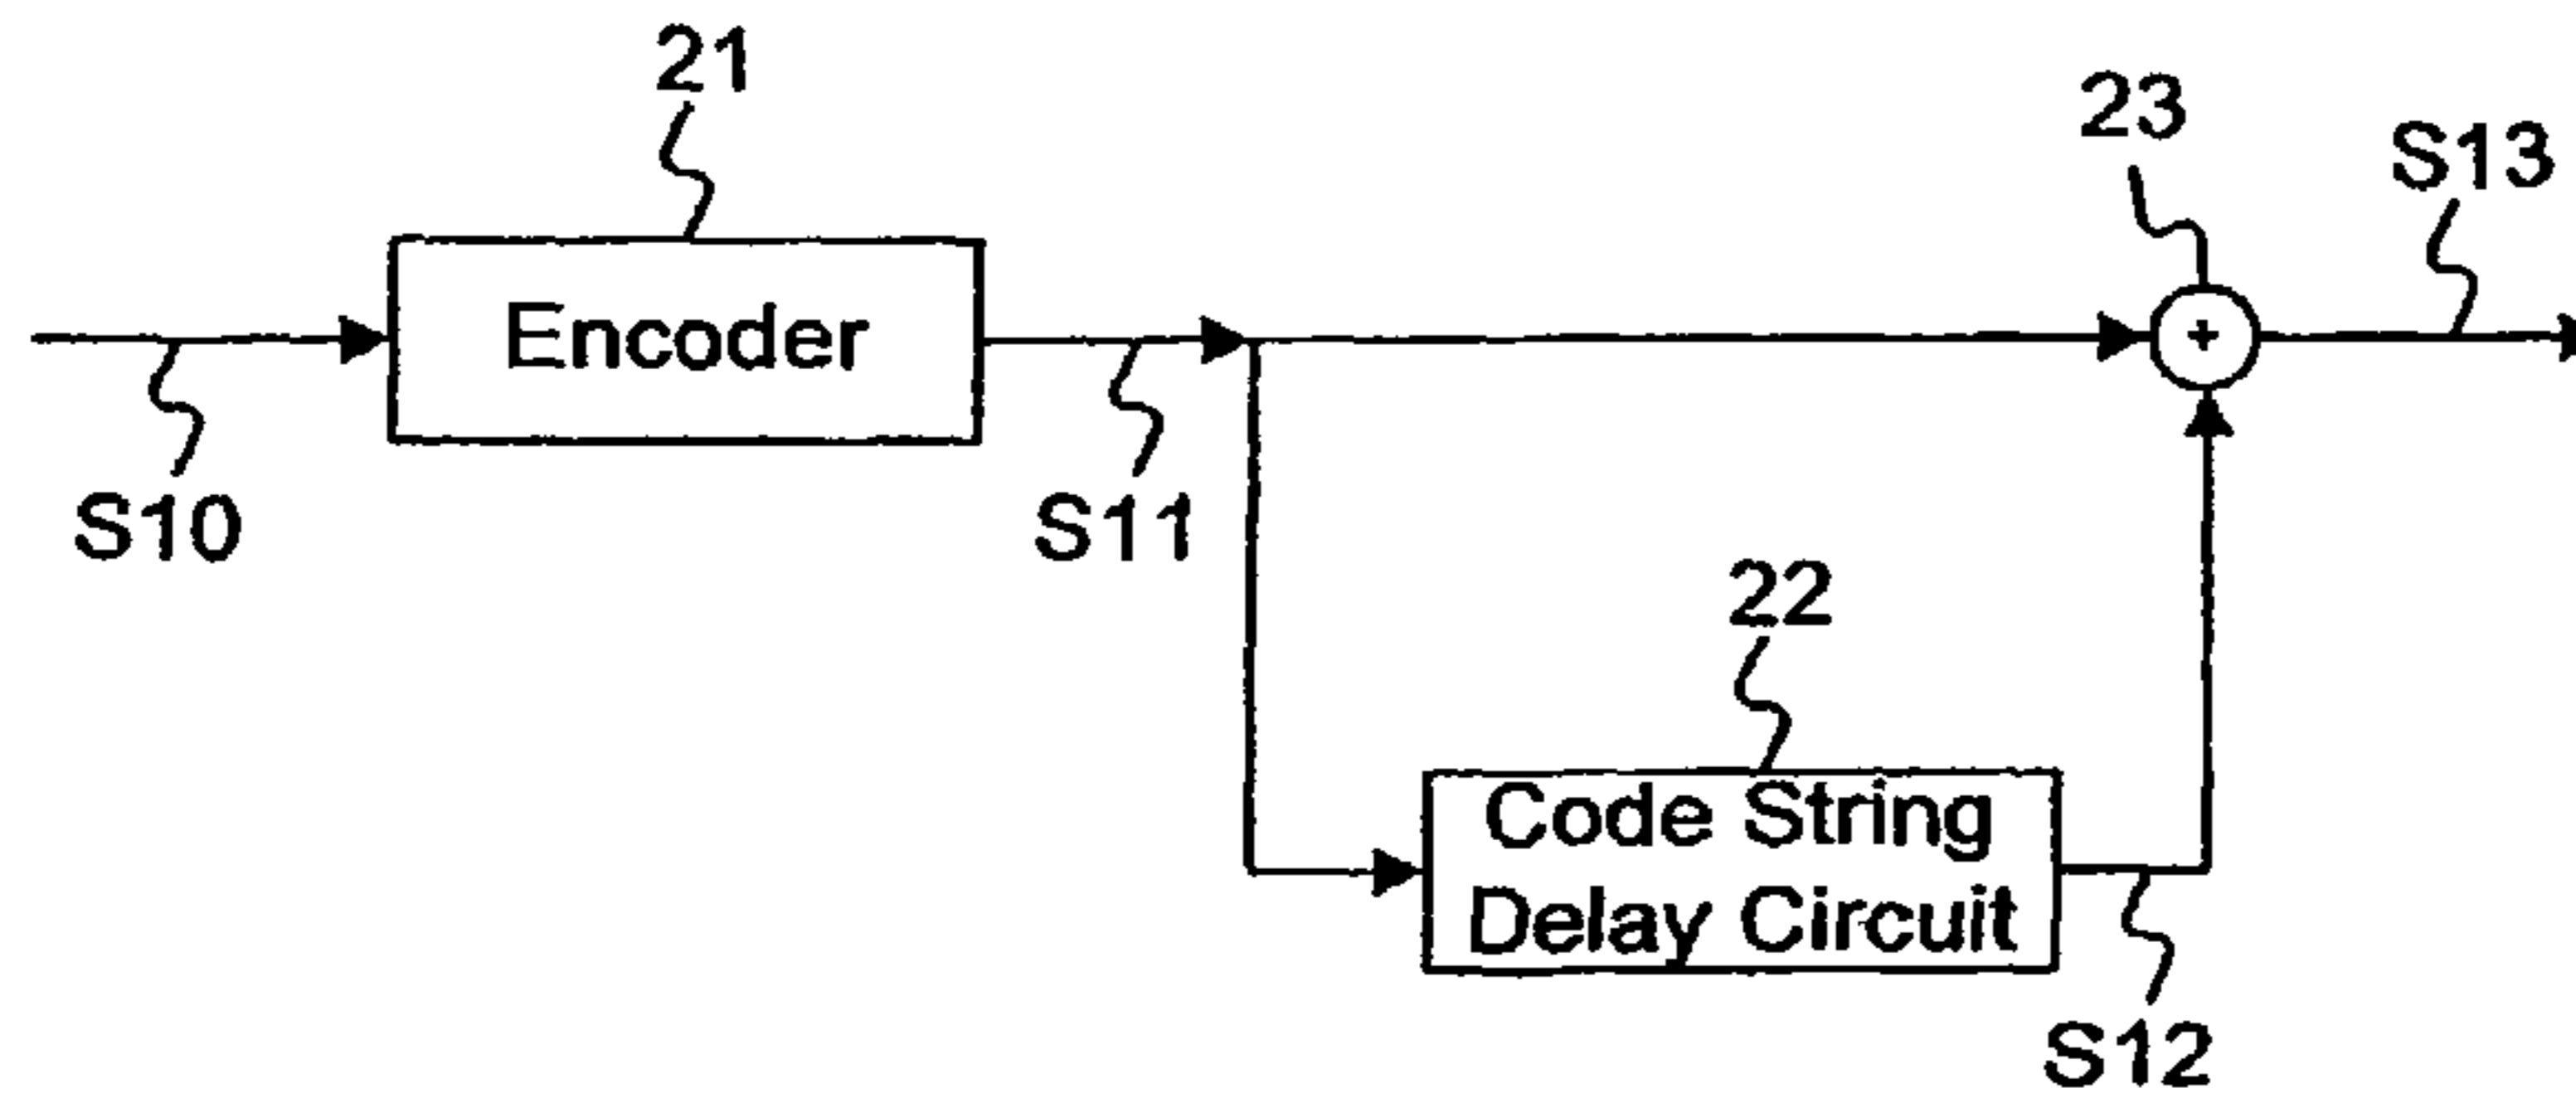 21
23
S13
Encoder
+
S10
S11
22
Code String
Delay Circuit
S12